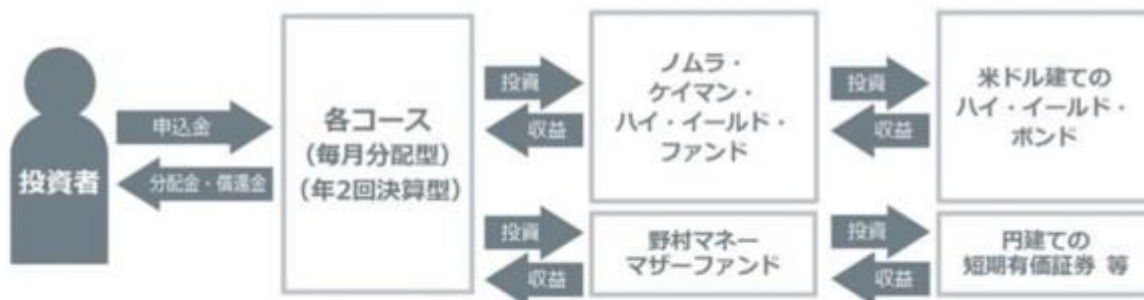 投資者
申込金
分配金・償還金
各コース
（毎月分配型）
（年2回決算型）
投資
収益
ノムラ・
ケイマン・
ハイ・イールド・
ファンド
投資
収益
米ドル建ての
ハイ・イールド・
ボンド
投資
収益
野村マネー
マザーファンド
投資
収益
円建ての
短期有価証券 等